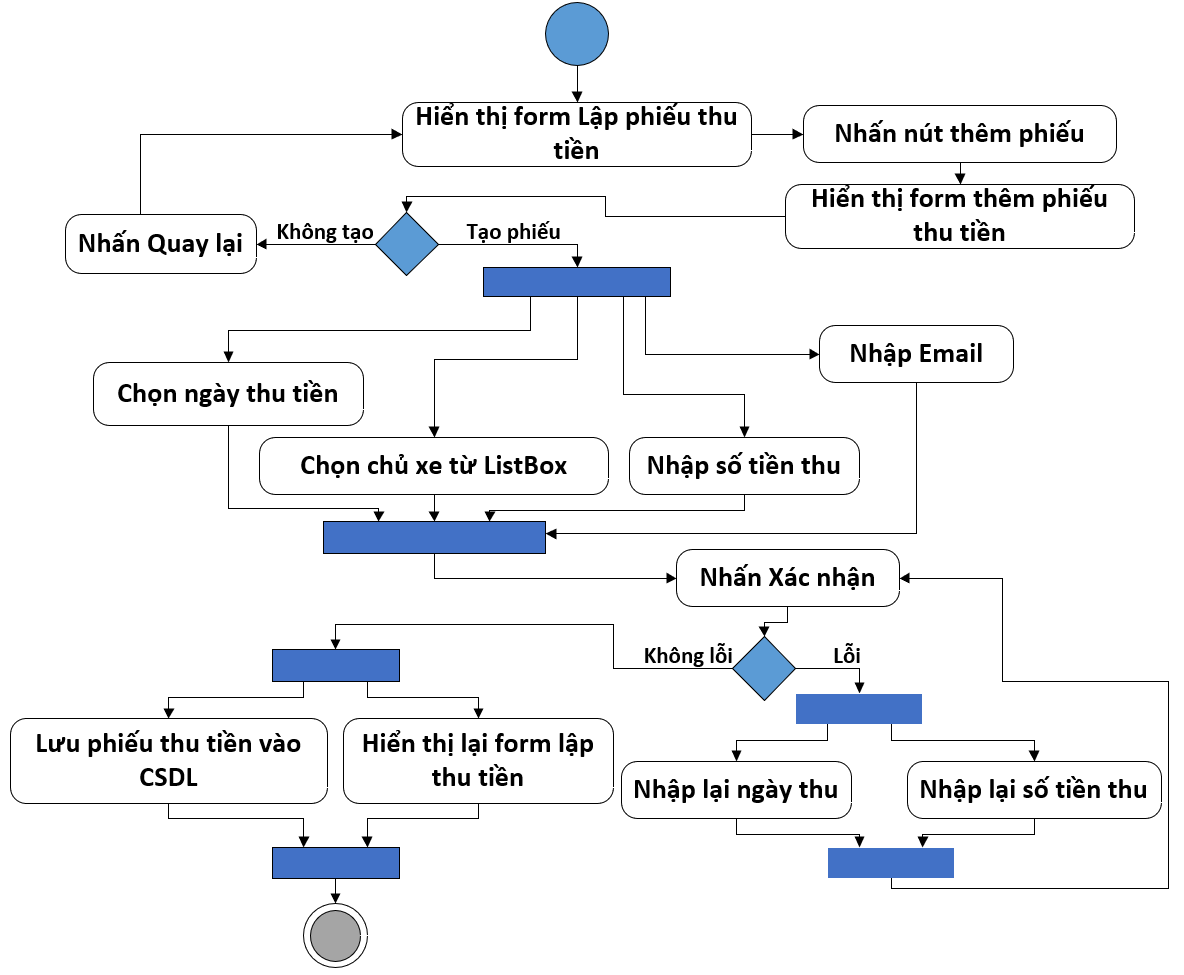 Hiển thị form Lập phiếu thu
tiền
Nhấn nút thêm phiếu
Hiển thị form thêm phiếu
thu tiền
Nhấn Quay lại
Không tạo
Tạo phiếu
Nhập Email
Chọn ngày thu tiền
Chọn chủ xe từ ListBox
Nhập số tiền thu
Nhấn Xác nhận
Không lỗi
Lỗi
Lưu phiếu thu tiền vào
CSDL
Hiển thị lại form lập
thu tiền
Nhập lại ngày thu
Nhập lại số tiền thu